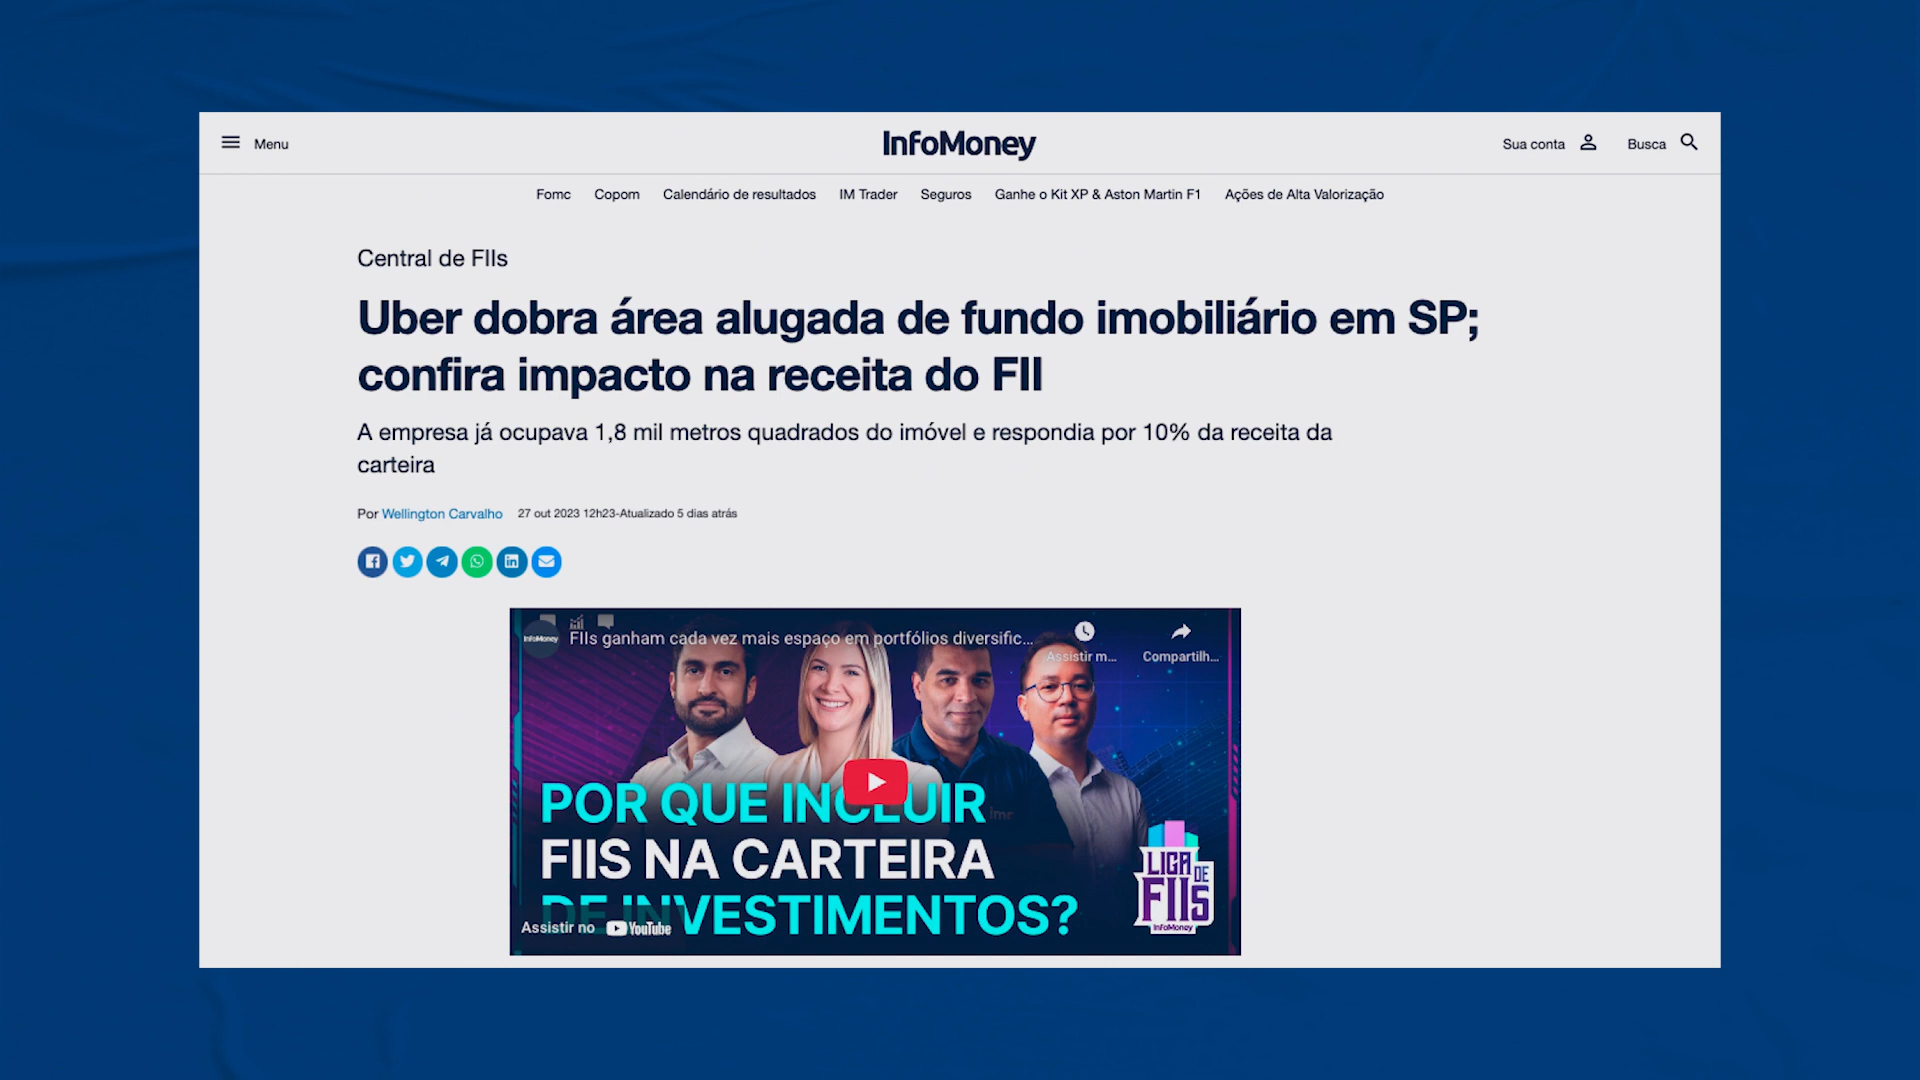 Menu
InfoMoney
Sua conta
Busca
Fomc Copom Calendário de resultados IM Trader Seguros Ganhe o Kit XP & Aston Martin F1 Ações de Alta Valorização
Central de FIIs
Uber dobra área alugada de fundo imobiliário em SP;
confira impacto na receita do FII
A empresa já ocupava 1,8 mil metros quadrados do imóvel e respondia por 10% da receita da
carteira
Por Wellington Carvalho 27 out 2023 12h23-Atualizado 5 dias atrás
InfoMoney
FIIs ganham cada vez mais espaço em portfólios diversific...
Assistir m...
Compartilh...
POR QUE INCLUIR
FIIS NA CARTEIRA
DE INVESTIMENTOS?
Assistir no YouTube
LIGA DE
FIIs
InfoMoney